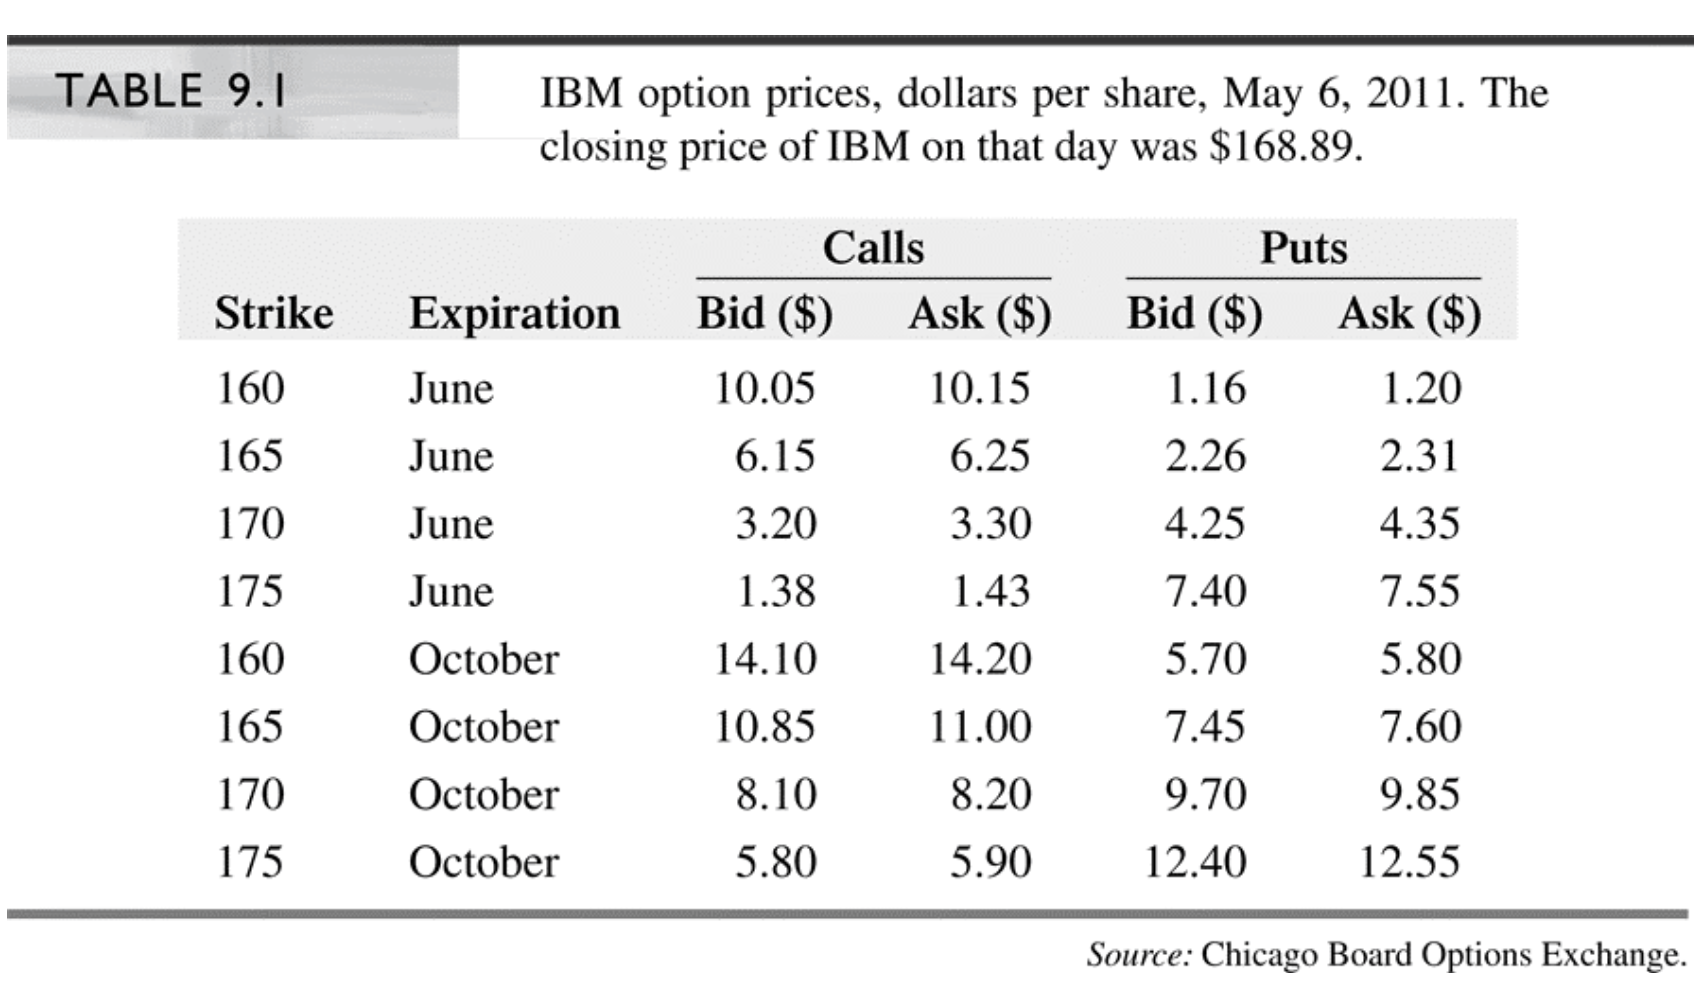 TABLE 9.1
IBM option prices, dollars per share, May 6, 2011. The
closing price of IBM on that day was $168.89.
Calls Puts
Strike Expiration Bid ($) Ask ($) Bid ($) Ask ($)
160 June 10.05 10.15 1.16 1.20
165 June 6.15 6.25 2.26 2.31
170 June 3.20 3.30 4.25 4.35
175 June 1.38 1.43 7.40 7.55
160 October 14.10 14.20 5.70 5.80
165 October 10.85 11.00 7.45 7.60
170 October 8.10 8.20 9.70 9.85
175 October 5.80 5.90 12.40 12.55
Source: Chicago Board Options Exchange.